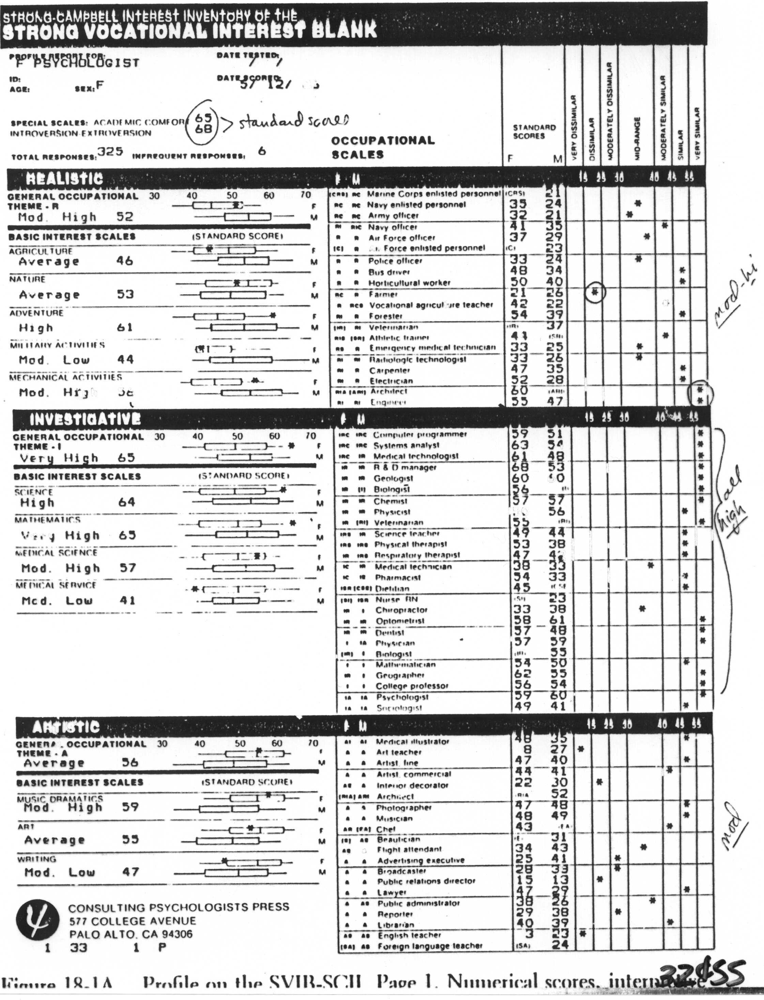 STRONG-CAMPBELL INTEREST INVENTORY OF THE
STRONG VOCATIONAL INTEREST BLANK
PROFILE REPORT FOR:
F PSYCHOLOGIST
DATE TESTED:
/ /
ID:
AGE: SEX: F
DATE SCORED:
5/ 12/
SPECIAL SCALES: ACADEMIC COMFORT 65
INTROVERSION-EXTROVERSION 68
> standard scores
TOTAL RESPONSES: 325 INFREQUENT RESPONSES: 6
OCCUPATIONAL
SCALES
STANDARD
SCORES
F M
VERY DISSIMILAR
DISSIMILAR
MODERATELY DISSIMILAR
MID-RANGE
MODERATELY SIMILAR
SIMILAR
VERY SIMILAR
REALISTIC
F M
15 25 30 40 45 55
GENERAL OCCUPATIONAL 30 40 50 60 70
THEME - R F
Mod. High 52 M
BASIC INTEREST SCALES (STANDARD SCORE)
AGRICULTURE F
Average 46 M
NATURE F
Average 53 M
ADVENTURE F
High 61 M
MILITARY ACTIVITIES F
Mod. Low 44 M
MECHANICAL ACTIVITIES F
Mod. M
(CRS) RC Marine Corps enlisted personnel (CRS) 21
RC RC Navy enlisted personnel 35 24 *
RC RC Army officer 32 21 *
RI RIC Navy officer 41 35 *
R R Air Force officer 37 29 *
(C) R Force enlisted personnel (C) 23
R R Police officer 33 24 *
R R Bus driver 48 34 *
R R Horticultural worker 50 40 *
RC R Farmer 21 26 *
R RCS Vocational agriculture teacher 42 22
RI R Forester 54 39 *
(IR) RI Veterinarian (IR) 37
RIS (SR) Athletic trainer 41 (SR) *
RS R Emergency medical technician 33 25 *
RI RI Radiologic technologist 33 26 *
RI R Carpenter 47 35 *
RI R Electrician 52 28 *
RIA (ARI) Architect 60 (ARI) *
RI RI Engineer 55 47 *
mod-hi
INVESTIGATIVE
F M
15 25 30 40 45 55
GENERAL OCCUPATIONAL 30 40 50 60 70
THEME - I F
Very High 65 M
BASIC INTEREST SCALES (STANDARD SCORE)
SCIENCE F
High 64 M
MATHEMATICS F
Very High 65 M
MEDICAL SCIENCE F
Mod. High 57 M
MEDICAL SERVICE F
Mod. Low 41 M
IRC IRC Computer programmer 59 51 *
IRC IRC Systems analyst 63 54 *
IRC IR Medical technologist 61 48 *
IR IR R & D manager 68 53 *
IR IR Geologist 60 *
IR (I) Biologist 56 (I) *
IR IR Chemist 57 57 *
IR IR Physicist 56 *
IR (RI) Veterinarian 55 (RI) *
IRS IR Science teacher 49 44 *
IRS IRS Physical therapist 53 38 *
IR IRS Respiratory therapist 47 *
IC IR Medical technician 38 33 *
IC IR Pharmacist 54 33 *
ISR (CSE) Dietitian 45 *
(SI) ISR Nurse RN (SI) 23
IR I Chiropractor 33 38 *
IR IR Optometrist 58 61 *
IR IR Dentist 57 48 *
I IA Physician 57 59 *
(IR) I Biologist (IR) 55
I I Mathematician 54 50 *
IR I Geographer 62 55 *
I I College professor 56 54 *
IA IA Psychologist 59 60 *
IA IA Sociologist 49 41 *
all
high
ARTISTIC
F M
15 25 30 40 45 55
GENERAL OCCUPATIONAL 30 40 50 60 70
THEME - A F
Average 56 M
BASIC INTEREST SCALES (STANDARD SCORE)
MUSIC DRAMATICS F
Mod. High 59 M
ART F
Average 55 M
WRITING F
Mod. Low 47 M
AI AI Medical illustrator 48 35 *
A A Art teacher 8 27 *
A A Artist, fine 47 40 *
A A Artist, commercial 44 41 *
AE A Interior decorator 22 30 *
(RIA) ARI Architect (RIA) 52
A A Photographer 47 48 *
A A Musician 48 49 *
AR (EA) Chef 43 (EA) *
(E) AE Beautician (E) 31
AE Flight attendant 34 43 *
A A Advertising executive 25 41 *
A A Broadcaster 28 33 *
A A Public relations director 15 13 *
A A Lawyer 47 29 *
A AS Public administrator 38 26 *
A A Reporter 29 38 *
A A Librarian 40 39 *
AS AS English teacher 3 23 *
(SA) AS Foreign language teacher (SA) 24
mod
CONSULTING PSYCHOLOGISTS PRESS
577 COLLEGE AVENUE
PALO ALTO, CA 94306
1 33 1 P
Figure 18-1A Profile on the SVIB-SCII Page 1. Numerical scores,